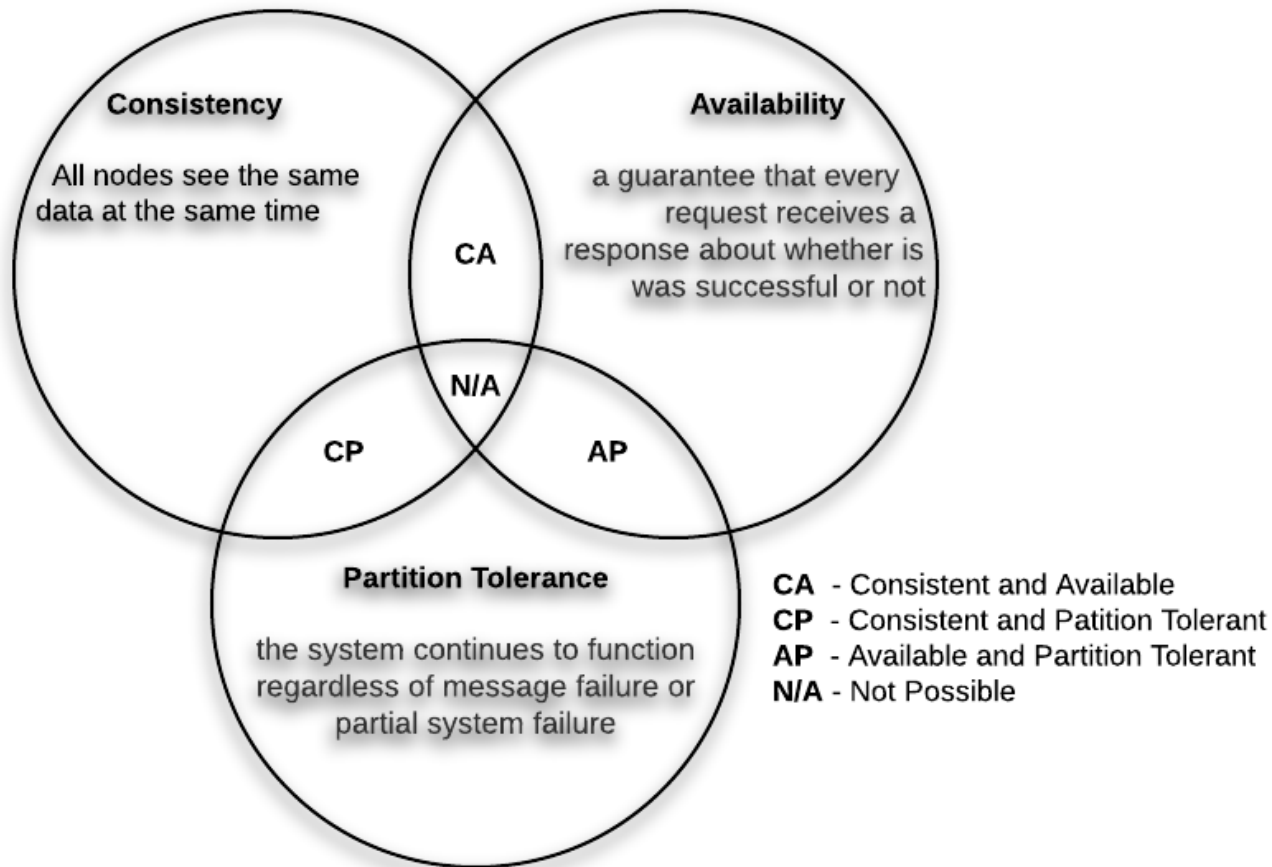 Consistency
All nodes see the same
data at the same time
Availability
a guarantee that every
request receives a
response about whether is
was successful or not
CA
N/A
CP
AP
Partition Tolerance
the system continues to function
regardless of message failure or
partial system failure
CA - Consistent and Available
CP - Consistent and Patition Tolerant
AP - Available and Partition Tolerant
N/A - Not Possible